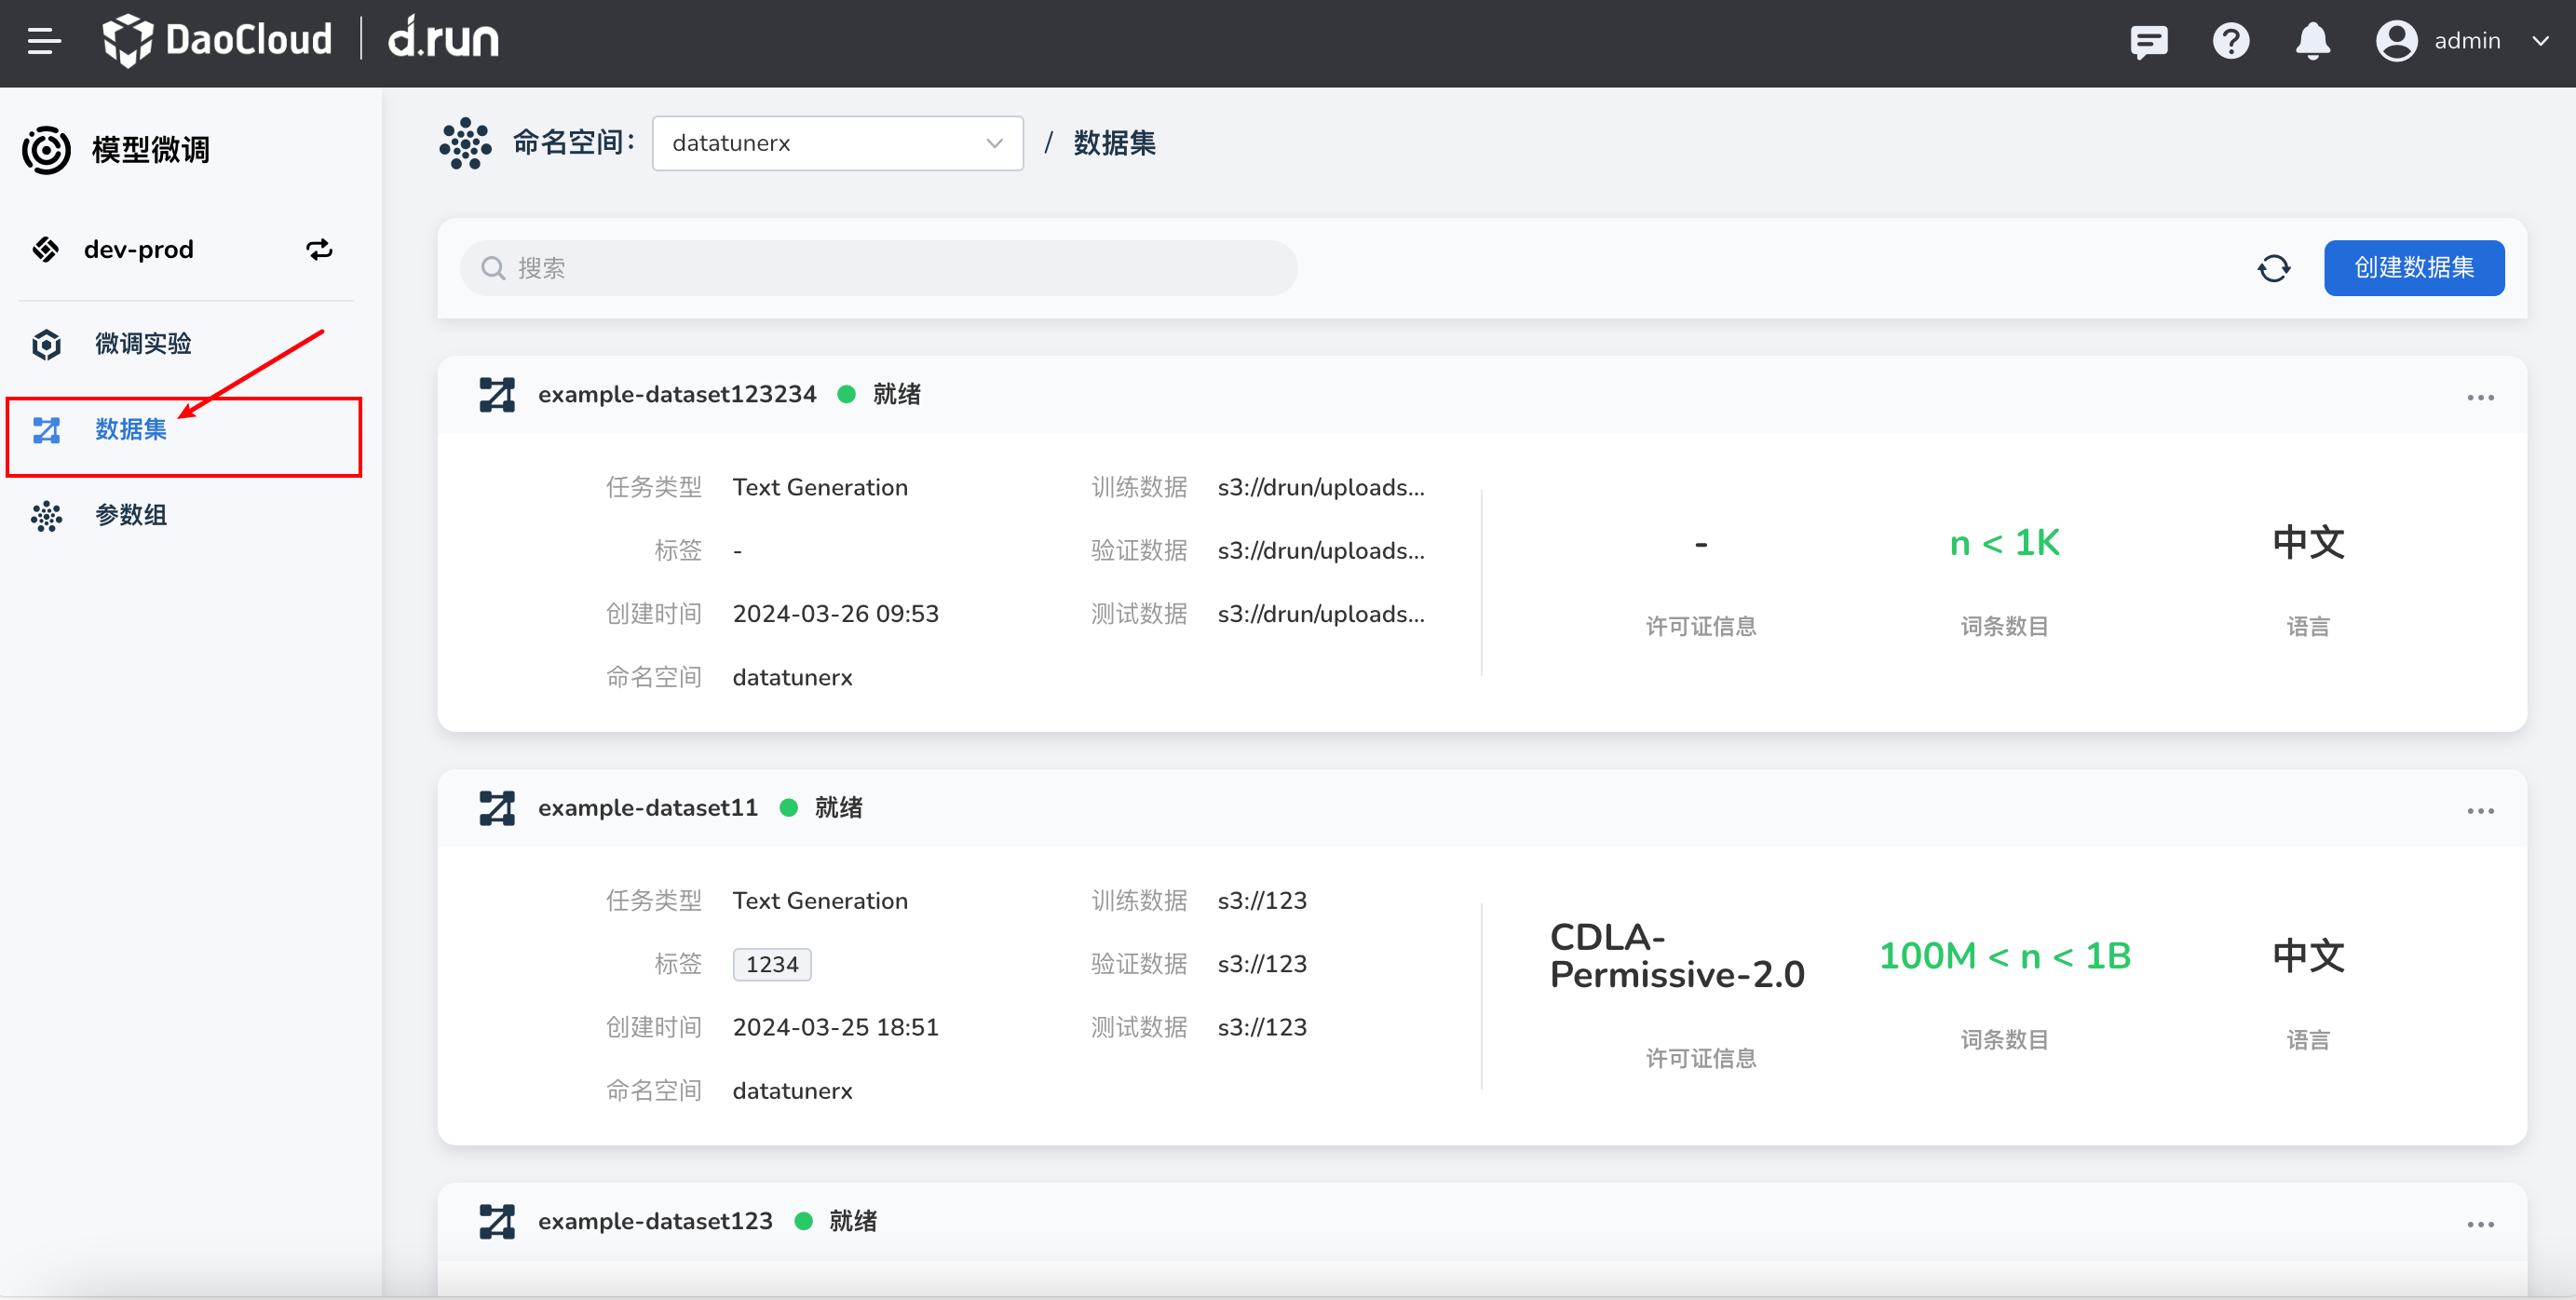 DaoCloud | d.run
admin
模型微调
dev-prod
微调实验
数据集
参数组
命名空间： datatunerx / 数据集
搜索
创建数据集
example-dataset123234 就绪
任务类型 Text Generation
标签 -
创建时间 2024-03-26 09:53
命名空间 datatunerx
训练数据 s3://drun/uploads...
验证数据 s3://drun/uploads...
测试数据 s3://drun/uploads...
-
许可证信息
n < 1K
词条数目
中文
语言
example-dataset11 就绪
任务类型 Text Generation
标签 1234
创建时间 2024-03-25 18:51
命名空间 datatunerx
训练数据 s3://123
验证数据 s3://123
测试数据 s3://123
CDLA-
Permissive-2.0
许可证信息
100M < n < 1B
词条数目
中文
语言
example-dataset123 就绪